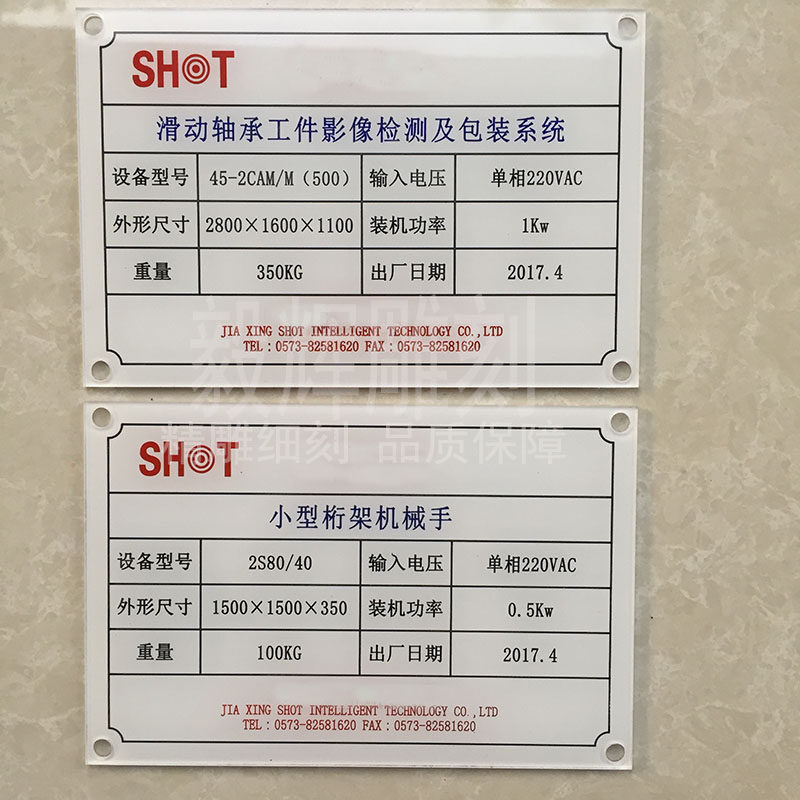 SHOT
滑动轴承工件影像检测及包装系统
设备型号 45-2CAM/M（500） 输入电压 单相220VAC
外形尺寸 2800×1600×1100 装机功率 1Kw
重量 350KG 出厂日期 2017.4
JIA XING SHOT INTELLIGENT TECHNOLOGY CO.,LTD
TEL：0573-82581620 FAX：0573-82581620
毅辉雕刻
精雕细刻 品质保障
SHOT
小型桁架机械手
设备型号 2S80/40 输入电压 单相220VAC
外形尺寸 1500×1500×350 装机功率 0.5Kw
重量 100KG 出厂日期 2017.4
JIA XING SHOT INTELLIGENT TECHNOLOGY CO.,LTD
TEL：0573-82581620 FAX：0573-82581620